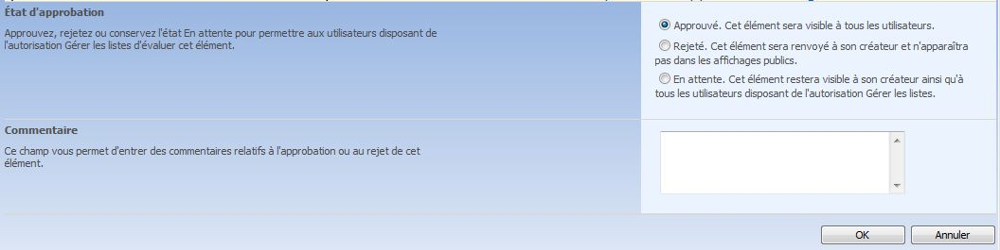 État d'approbation
Approuvez, rejetez ou conservez l'état En attente pour permettre aux utilisateurs disposant de
l'autorisation Gérer les listes d'évaluer cet élément.
Approuvé. Cet élément sera visible à tous les utilisateurs.
Rejeté. Cet élément sera renvoyé à son créateur et n'apparaîtra
pas dans les affichages publics.
En attente. Cet élément restera visible à son créateur ainsi qu'à
tous les utilisateurs disposant de l'autorisation Gérer les listes.
Commentaire
Ce champ vous permet d'entrer des commentaires relatifs à l'approbation ou au rejet de cet
élément.
OK
Annuler